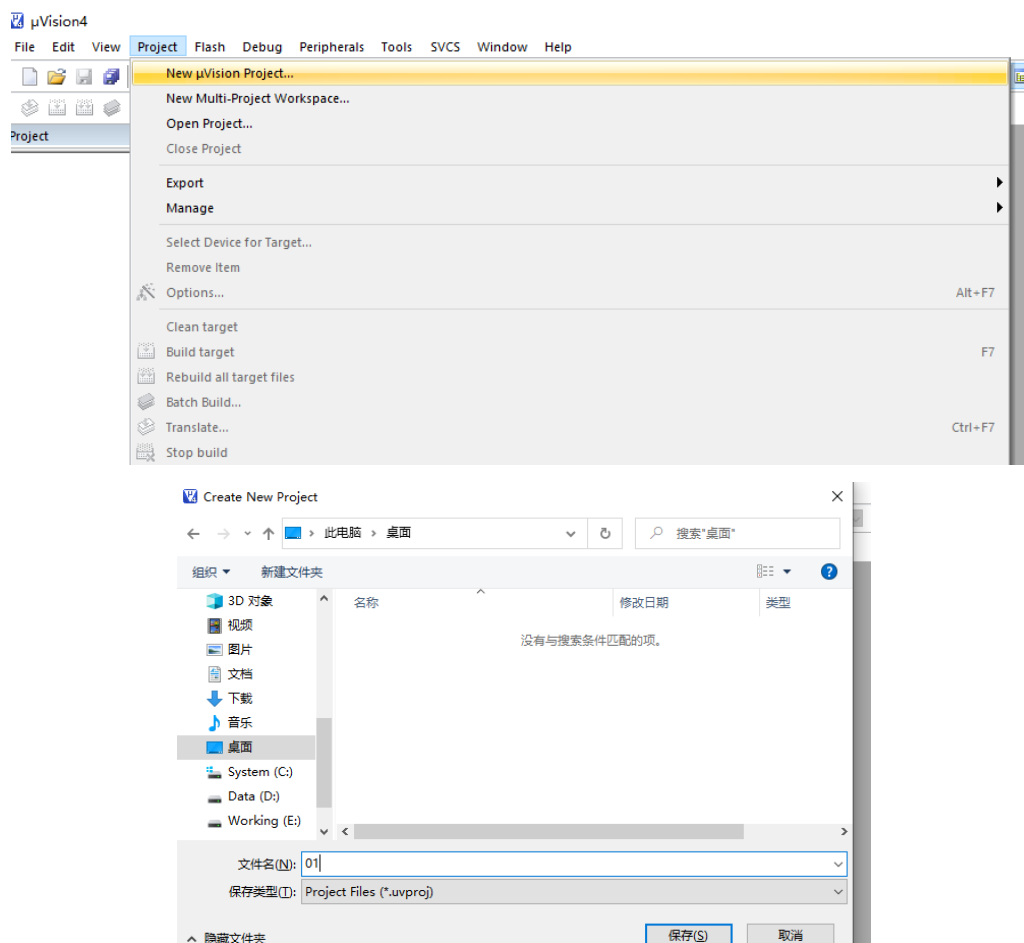 µVision4
File Edit View Project Flash Debug Peripherals Tools SVCS Window Help
New µVision Project...
New Multi-Project Workspace...
Open Project...
Project
Close Project
Export
Manage
Select Device for Target...
Remove Item
Options... Alt+F7
Clean target
Build target F7
Rebuild all target files
Batch Build...
Translate... Ctrl+F7
Stop build
Create New Project
此电脑 桌面 搜索"桌面"
组织 新建文件夹
3D 对象 名称 修改日期 类型
视频
没有与搜索条件匹配的项。
图片
文档
下载
音乐
桌面
System (C:)
Data (D:)
Working (E:)
文件名(N): 01
保存类型(T): Project Files (*.uvproj)
隐藏文件夹 保存(S) 取消